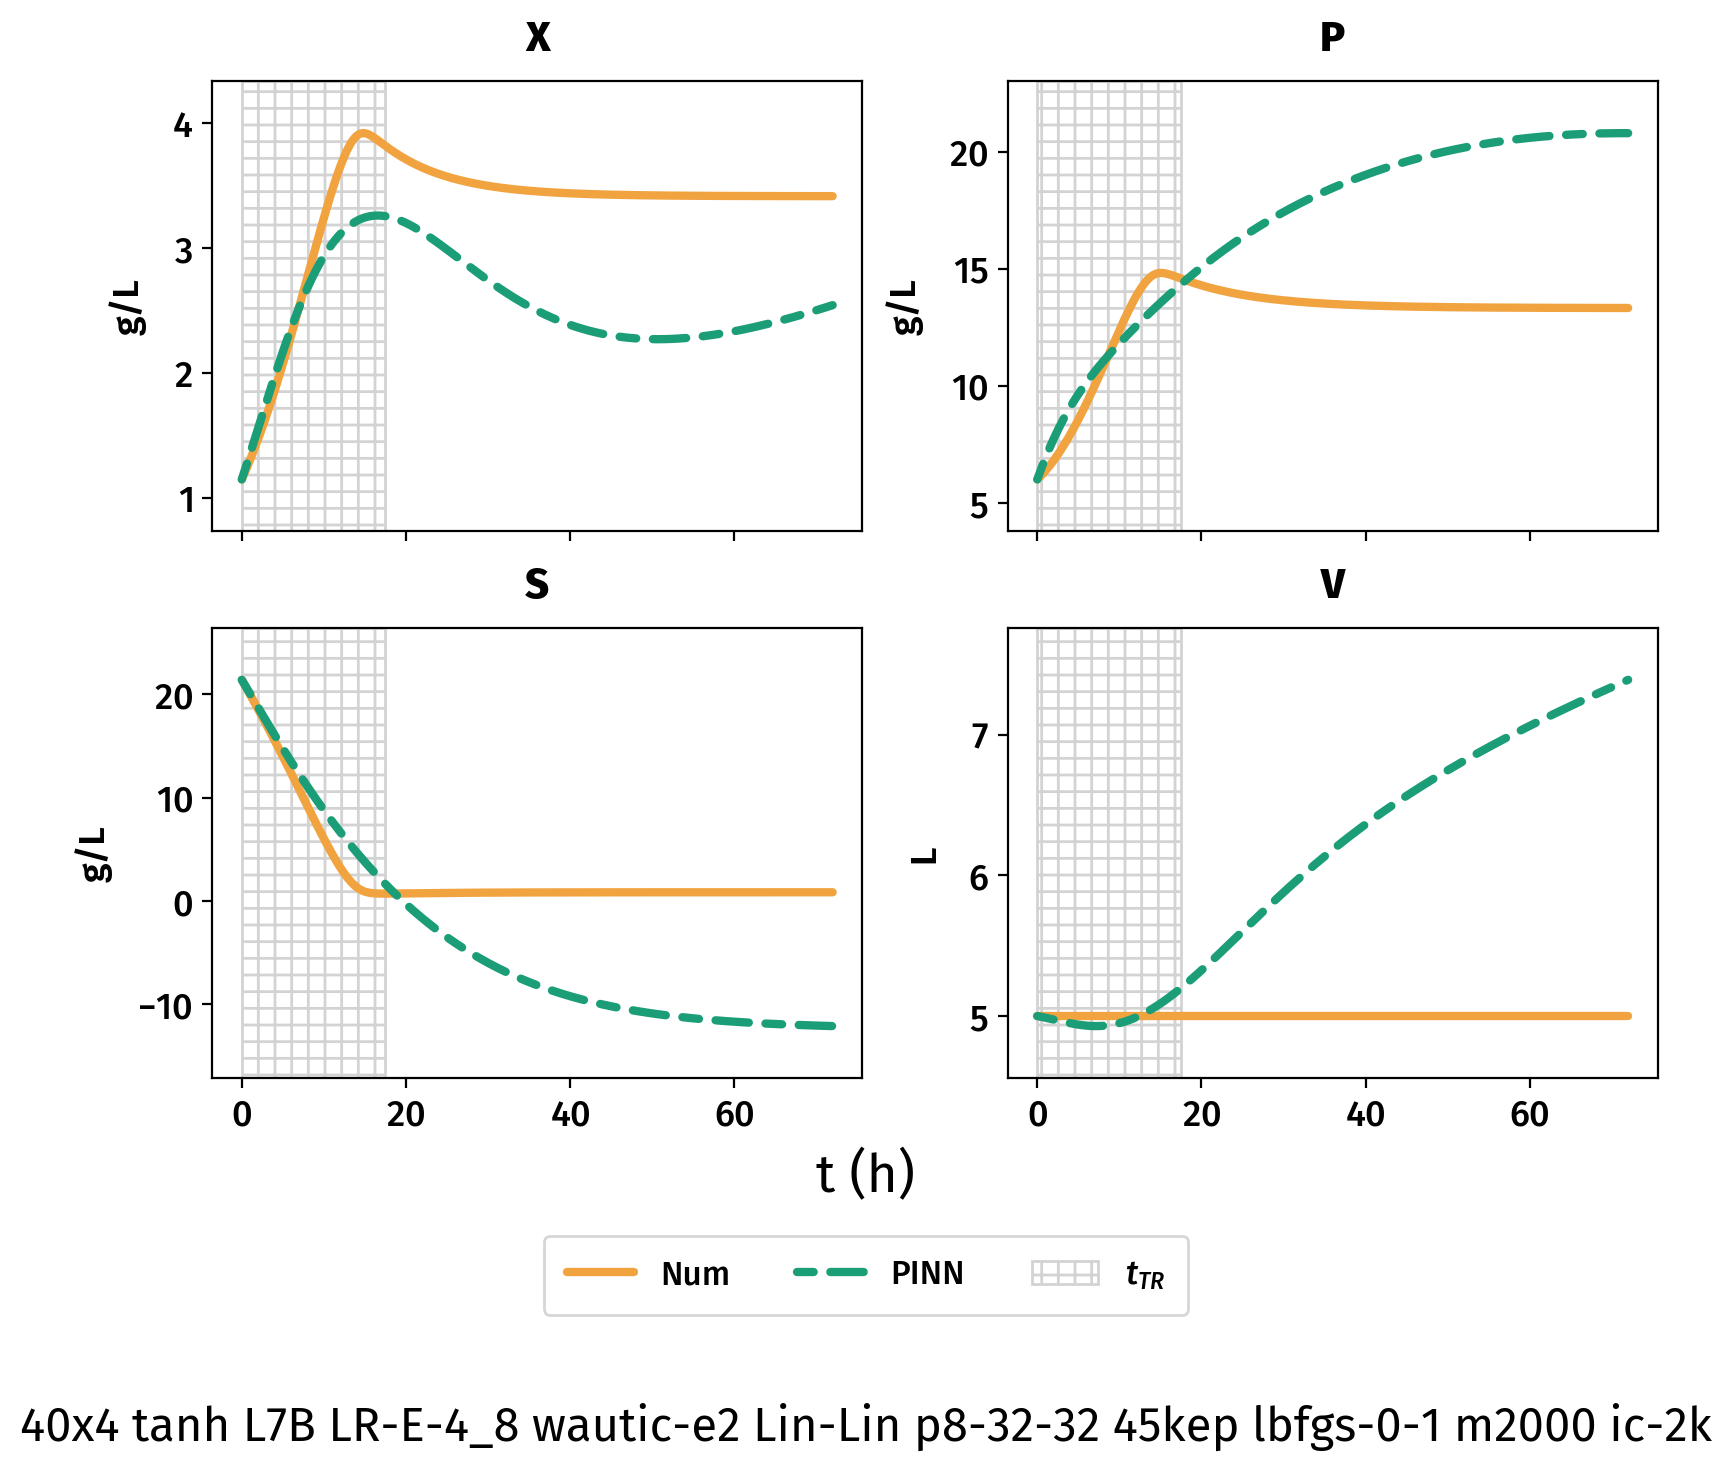 X
P
4
3
2
1
g/L
20
15
10
5
g/L
S
V
20
10
0
−10
g/L
7
6
5
L
0 20 40 60
0 20 40 60
t (h)
Num PINN tTR
40x4 tanh L7B LR-E-4_8 wautic-e2 Lin-Lin p8-32-32 45kep lbfgs-0-1 m2000 ic-2k